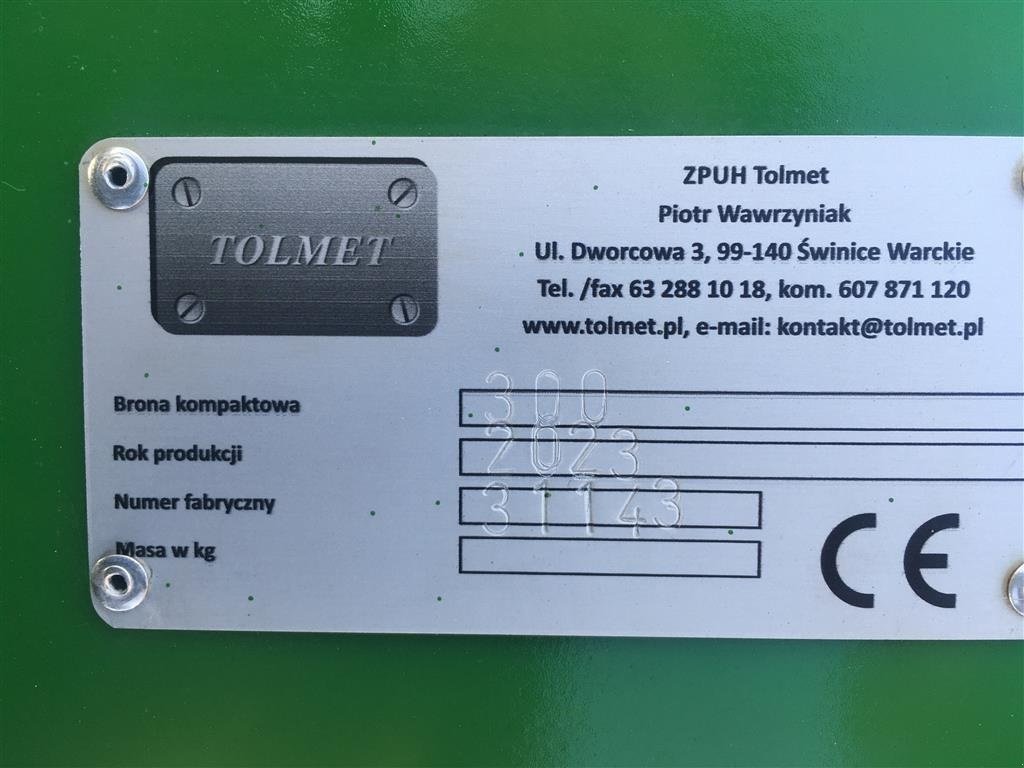 TOLMET
ZPUH Tolmet
Piotr Wawrzyniak
Ul. Dworcowa 3, 99-140 Świnice Warckie
Tel. /fax 63 288 10 18, kom. 607 871 120
www.tolmet.pl, e-mail: kontakt@tolmet.pl
Brona kompaktowa 300
Rok produkcji 2023
Numer fabryczny 31143
Masa w kg
CE